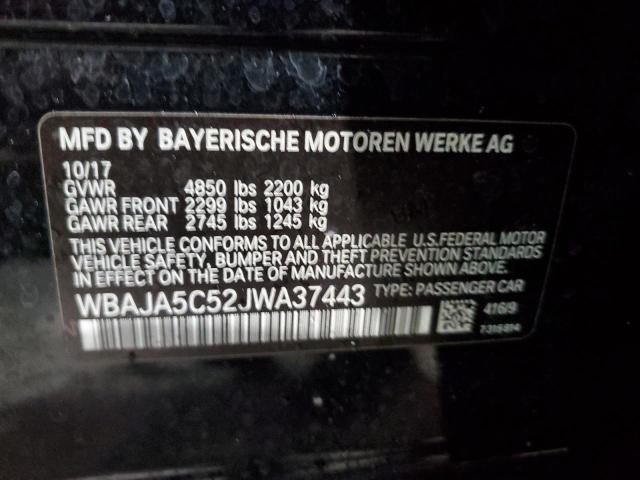 MFD BY BAYERISCHE MOTOREN WERKE AG
10/17
GVWR 4850 lbs 2200 kg
GAWR FRONT 2299 lbs 1043 kg
GAWR REAR 2745 lbs 1245 kg
THIS VEHICLE CONFORMS TO ALL APPLICABLE U.S.FEDERAL MOTOR
VEHICLE SAFETY, BUMPER AND THEFT PREVENTION STANDARDS
IN EFFECT ON THE DATE OF MANUFACTURE SHOWN ABOVE.
WBAJA5C52JWA37443 TYPE: PASSENGER CAR
416/9